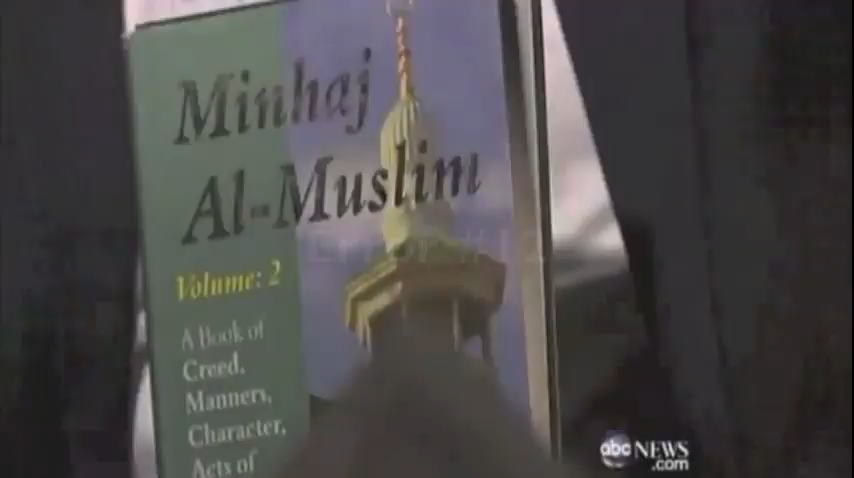 Minhaj
Al-Muslim
Volume: 2
A Book of
Creed,
Manners,
Character,
Acts of
abc NEWS
.com